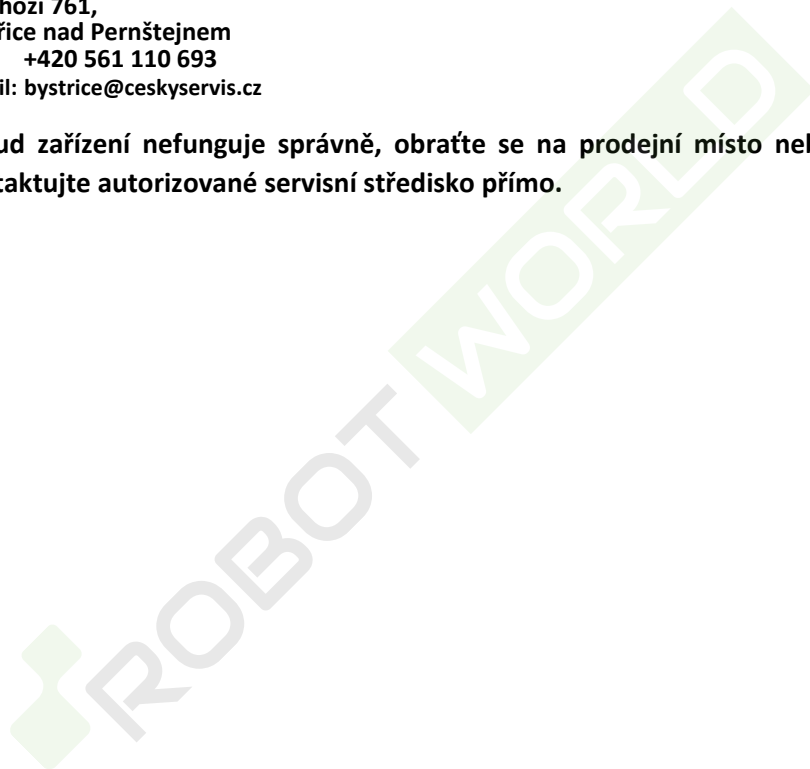 hozí 761,
řice nad Pernštejnem
+420 561 110 693
il: bystrice@ceskyservis.cz
ud zařízení nefunguje správně, obraťte se na prodejní místo nel
taktujte autorizované servisní středisko přímo.
ROBOT WORLD